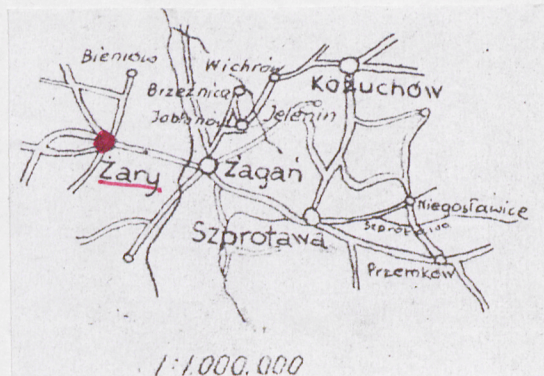 Bieniów
Wichrów
Kożuchów
Brzeźnica
Jabłonów
Jelenin
Żary
Żagań
Niegosławice
Szprotawa
Przemków
1:1.000.000